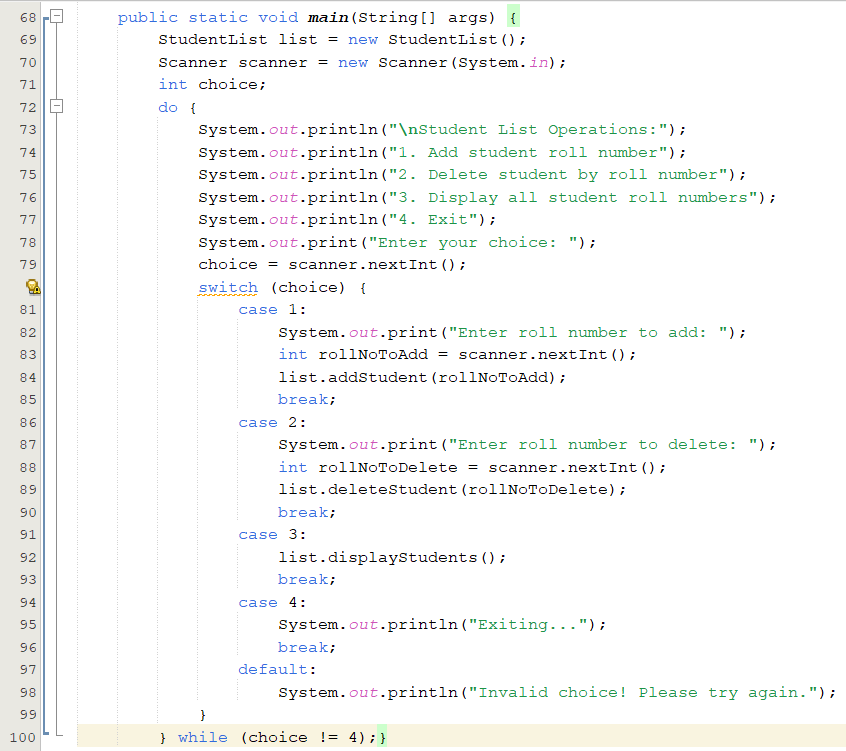 68 public static void main(String[] args) {
69 StudentList list = new StudentList();
70 Scanner scanner = new Scanner(System.in);
71 int choice;
72 do {
73 System.out.println("\nStudent List Operations:");
74 System.out.println("1. Add student roll number");
75 System.out.println("2. Delete student by roll number");
76 System.out.println("3. Display all student roll numbers");
77 System.out.println("4. Exit");
78 System.out.print("Enter your choice: ");
79 choice = scanner.nextInt();
switch (choice) {
81 case 1:
82 System.out.print("Enter roll number to add: ");
83 int rollNoToAdd = scanner.nextInt();
84 list.addStudent(rollNoToAdd);
85 break;
86 case 2:
87 System.out.print("Enter roll number to delete: ");
88 int rollNoToDelete = scanner.nextInt();
89 list.deleteStudent(rollNoToDelete);
90 break;
91 case 3:
92 list.displayStudents();
93 break;
94 case 4:
95 System.out.println("Exiting...");
96 break;
97 default:
98 System.out.println("Invalid choice! Please try again.");
99 }
100 } while (choice != 4);}